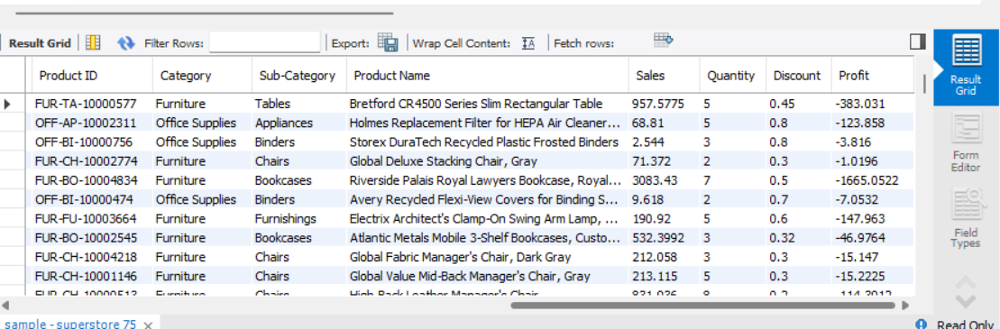 Result Grid Filter Rows: Export: Wrap Cell Content: Fetch rows:
Product ID Category Sub-Category Product Name Sales Quantity Discount Profit
FUR-TA-10000577 Furniture Tables Bretford CR4500 Series Slim Rectangular Table 957.5775 5 0.45 -383.031
OFF-AP-10002311 Office Supplies Appliances Holmes Replacement Filter for HEPA Air Cleaner... 68.81 5 0.8 -123.858
OFF-BI-10000756 Office Supplies Binders Storex DuraTech Recycled Plastic Frosted Binders 2.544 3 0.8 -3.816
FUR-CH-10002774 Furniture Chairs Global Deluxe Stacking Chair, Gray 71.372 2 0.3 -1.0196
FUR-BO-10004834 Furniture Bookcases Riverside Palais Royal Lawyers Bookcase, Royal... 3083.43 7 0.5 -1665.0522
OFF-BI-10000474 Office Supplies Binders Avery Recycled Flexi-View Covers for Binding S... 9.618 2 0.7 -7.0532
FUR-FU-10003664 Furniture Furnishings Electrix Architect's Clamp-On Swing Arm Lamp, ... 190.92 5 0.6 -147.963
FUR-BO-10002545 Furniture Bookcases Atlantic Metals Mobile 3-Shelf Bookcases, Custo... 532.3992 3 0.32 -46.9764
FUR-CH-10004218 Furniture Chairs Global Fabric Manager's Chair, Dark Gray 212.058 3 0.3 -15.147
FUR-CH-10001146 Furniture Chairs Global Value Mid-Back Manager's Chair, Gray 213.115 5 0.3 -15.2225
Furniture Chairs High-Back Leather Manager's Chair
sample - superstore 75
Result
Grid
Form
Editor
Field
Types
Read Only